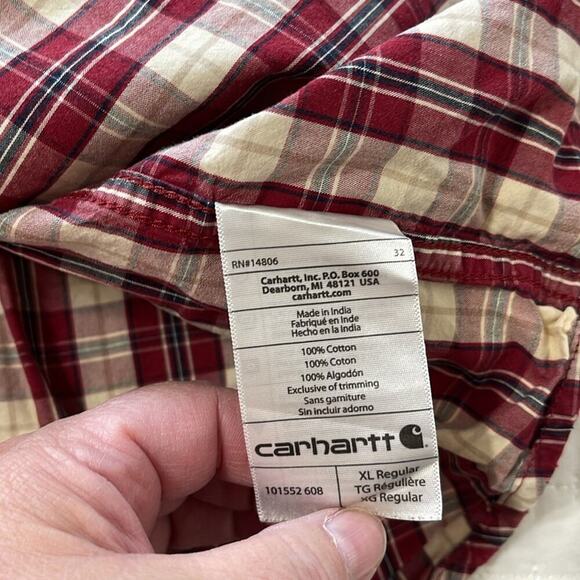 RN#14806 32
Carhartt, Inc. P.O. Box 600
Dearborn, MI 48121 USA
carhartt.com
Made in India
Fabriqué en Inde
Hecho en la India
100% Cotton
100% Coton
100% Algodón
Exclusive of trimming
Sans garniture
Sin incluir adorno
carhartt
101552 608
XL Regular
TG Régulière
XG Regular